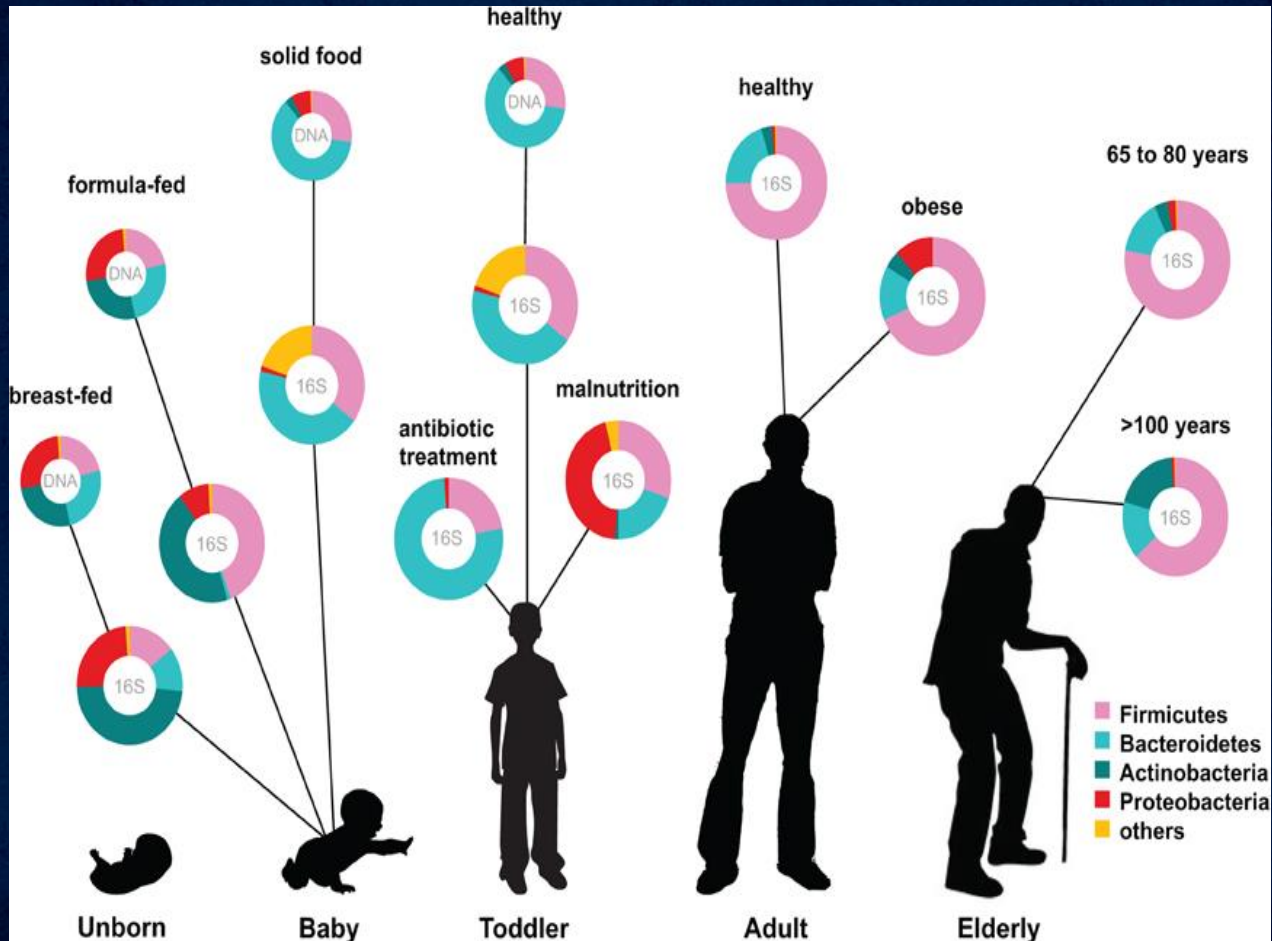 healthy
solid food
DNA
DNA
healthy
formula-fed
16S
65 to 80 years
obese
DNA
16S
16S
16S
breast-fed
16S
malnutrition
antibiotic
treatment
>100 years
DNA
16S
16S
16S
16S
16S
Firmicutes
Bacteroidetes
Actinobacteria
Proteobacteria
others
Unborn
Baby
Toddler
Adult
Elderly